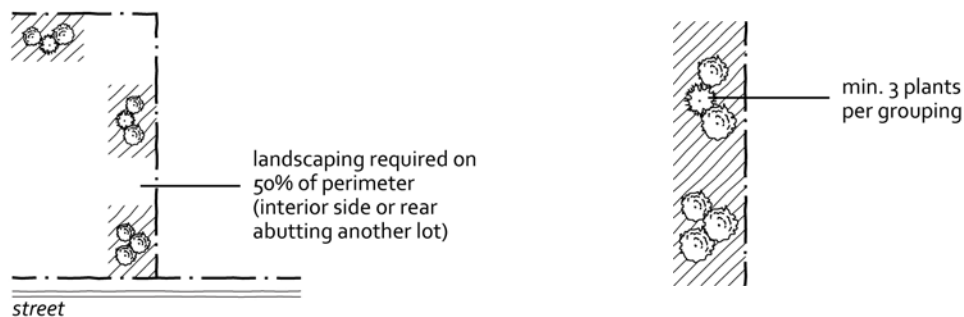 min. 3 plants
per grouping
landscaping required on
50% of perimeter
(interior side or rear
abutting another lot)
street